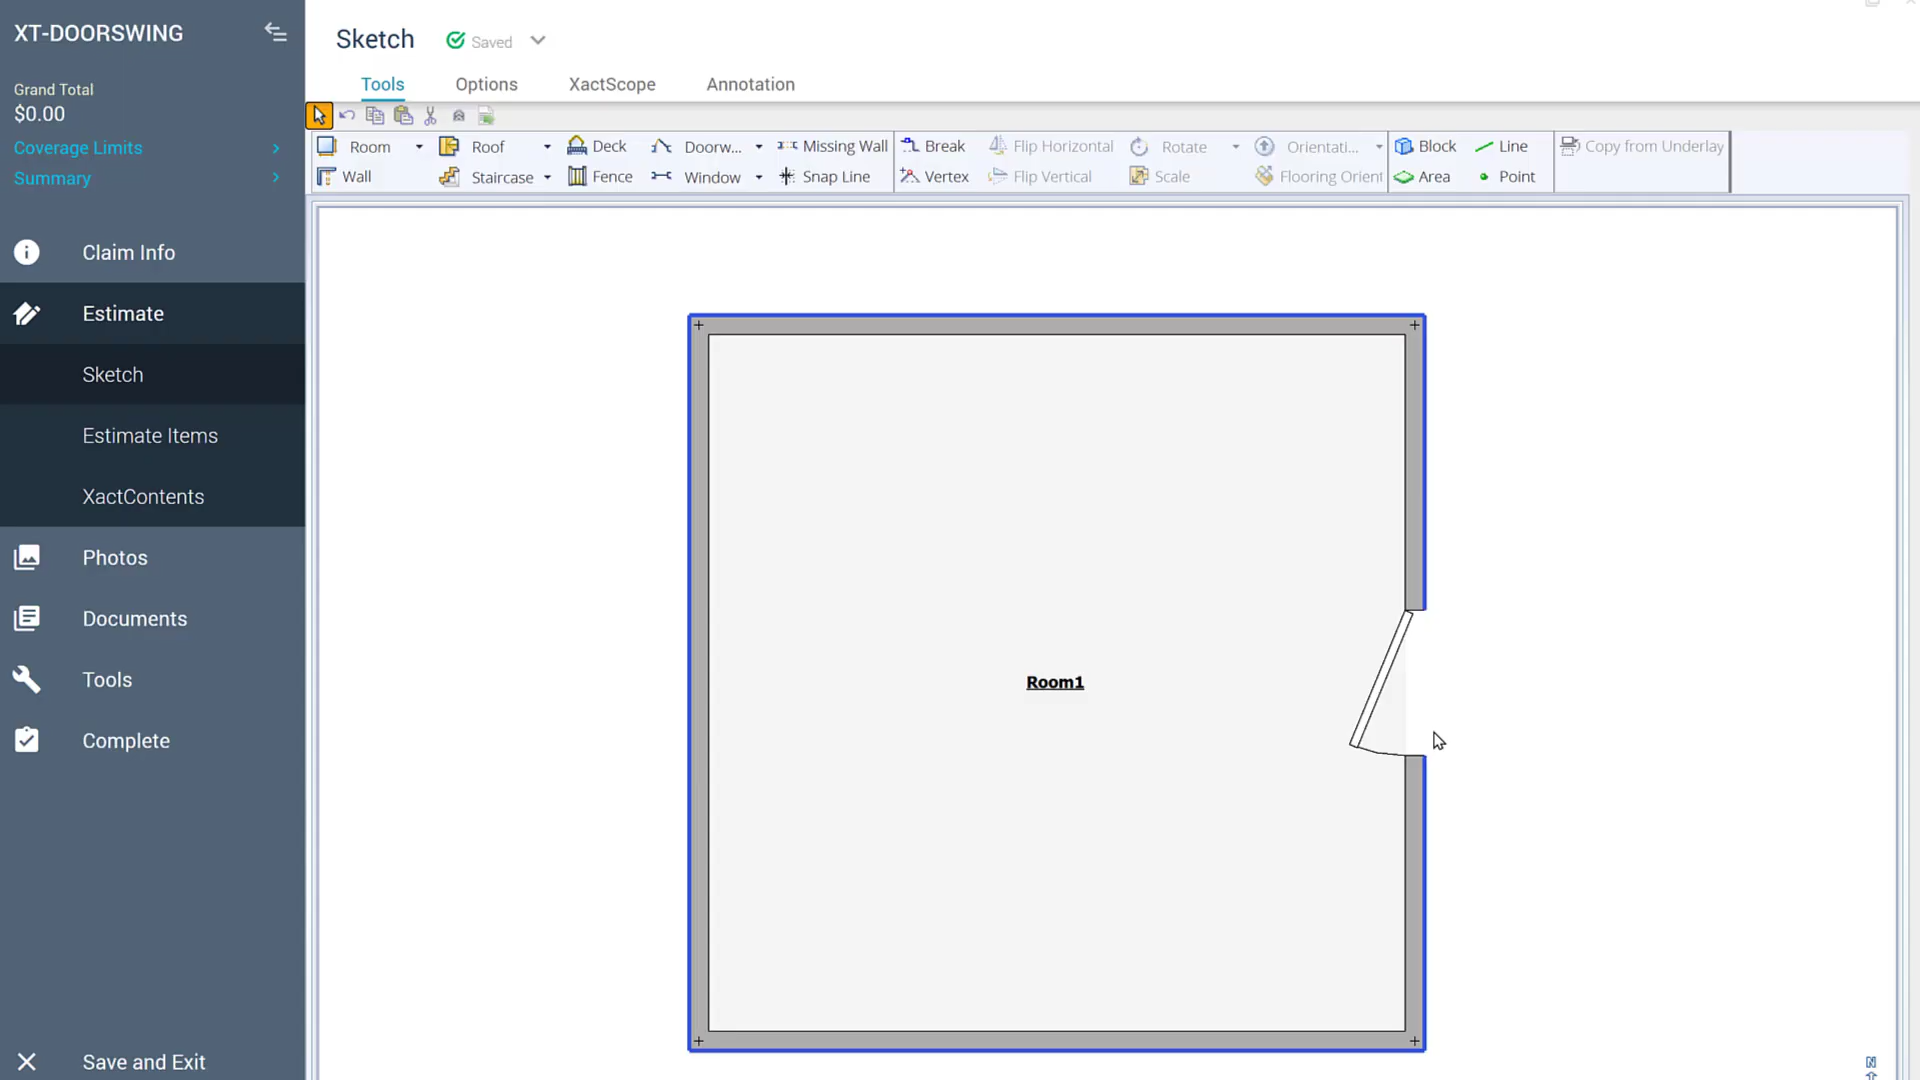 XT-DOORSWING
Grand Total
$0.00
Coverage Limits
Summary
Claim Info
Estimate
Sketch
Estimate Items
XactContents
Photos
Documents
Tools
Complete
Save and Exit
Sketch Saved
Tools Options XactScope Annotation
Room Roof Deck Doorw... Missing Wall Break Flip Horizontal Rotate Orientati... Block Line Copy from Underlay
Wall Staircase Fence Window Snap Line Vertex Flip Vertical Scale Flooring Orient Area Point
Room1
N